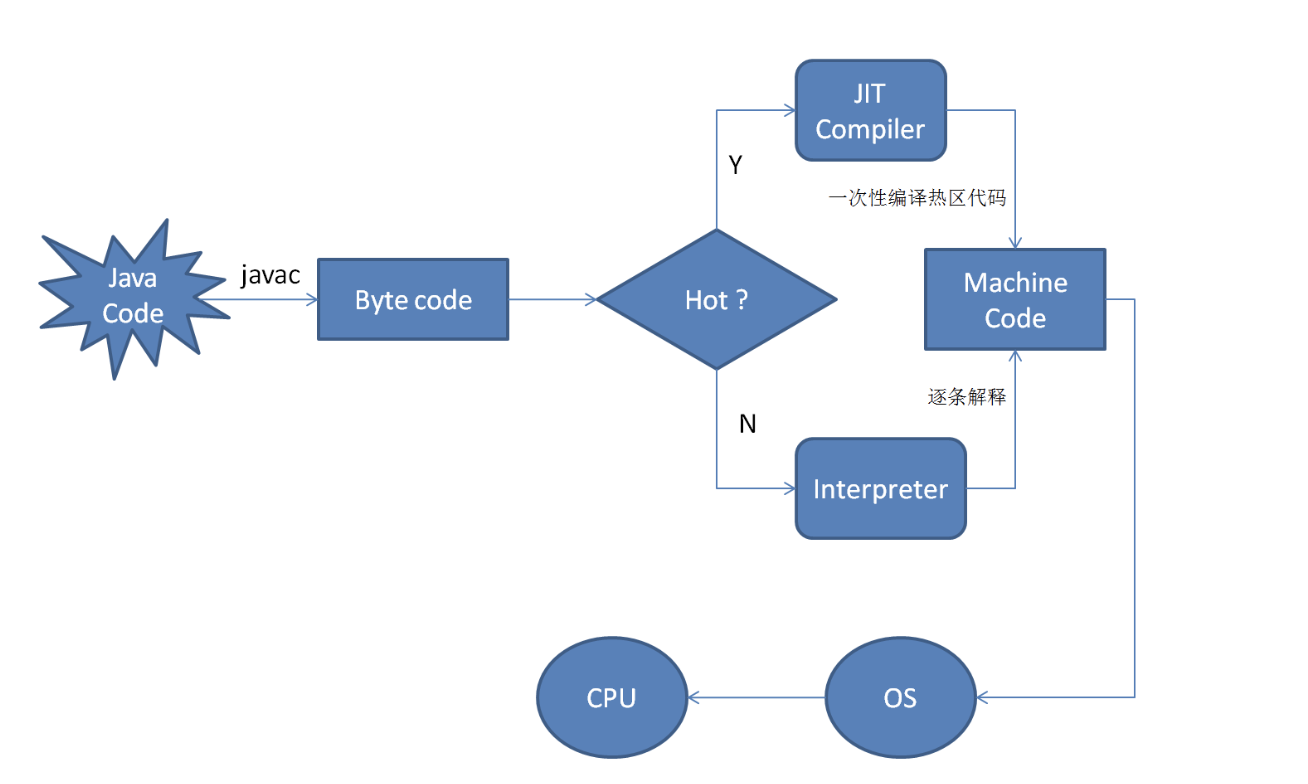 JIT
Compiler
Y
一次性编译热区代码
Java
Code
javac
Byte code
Hot ?
Machine
Code
逐条解释
N
Interpreter
CPU
OS